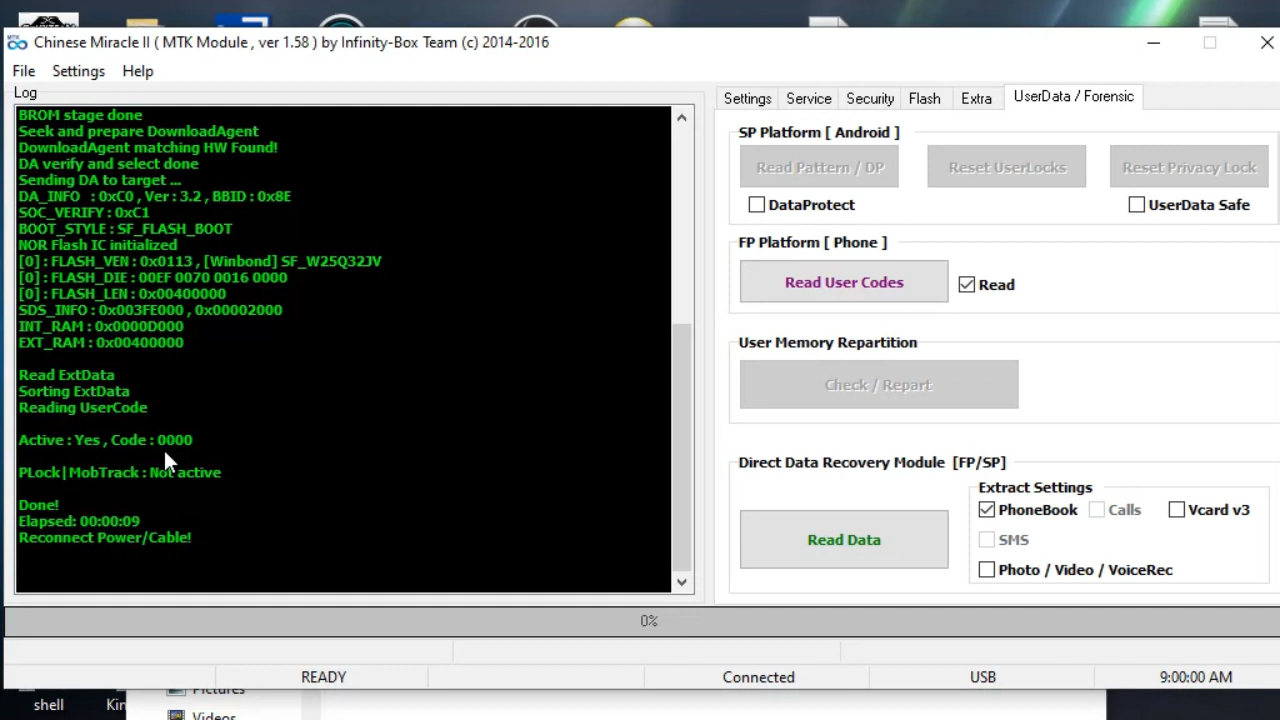 Chinese Miracle II ( MTK Module , ver 1.58 ) by Infinity-Box Team (c) 2014-2016
File Settings Help
Log
BROM stage done
Seek and prepare DownloadAgent
DownloadAgent matching HW Found!
DA verify and select done
Sending DA to target ...
DA_INFO : 0xC0 , Ver : 3.2 , BBID : 0x8E
SOC_VERIFY : 0xC1
BOOT_STYLE : SF_FLASH_BOOT
NOR Flash IC initialized
[0] : FLASH_VEN : 0x0113 , [Winbond] SF_W25Q32JV
[0] : FLASH_DIE : 00EF 0070 0016 0000
[0] : FLASH_LEN : 0x00400000
SDS_INFO : 0x003FE000 , 0x00002000
INT_RAM : 0x0000D000
EXT_RAM : 0x00400000
Read ExtData
Sorting ExtData
Reading UserCode
Active : Yes , Code : 0000
PLock|MobTrack : Not active
Done!
Elapsed: 00:00:09
Reconnect Power/Cable!
Settings Service Security Flash Extra UserData / Forensic
SP Platform [ Android ]
Read Pattern / DP Reset UserLocks Reset Privacy Lock
DataProtect UserData Safe
FP Platform [ Phone ]
Read User Codes Read
User Memory Repartition
Check / Repart
Direct Data Recovery Module [FP/SP]
Extract Settings
PhoneBook Calls Vcard v3
Read Data
SMS
Photo / Video / VoiceRec
0%
READY Connected USB 9:00:00 AM
shell Pictures
Videos